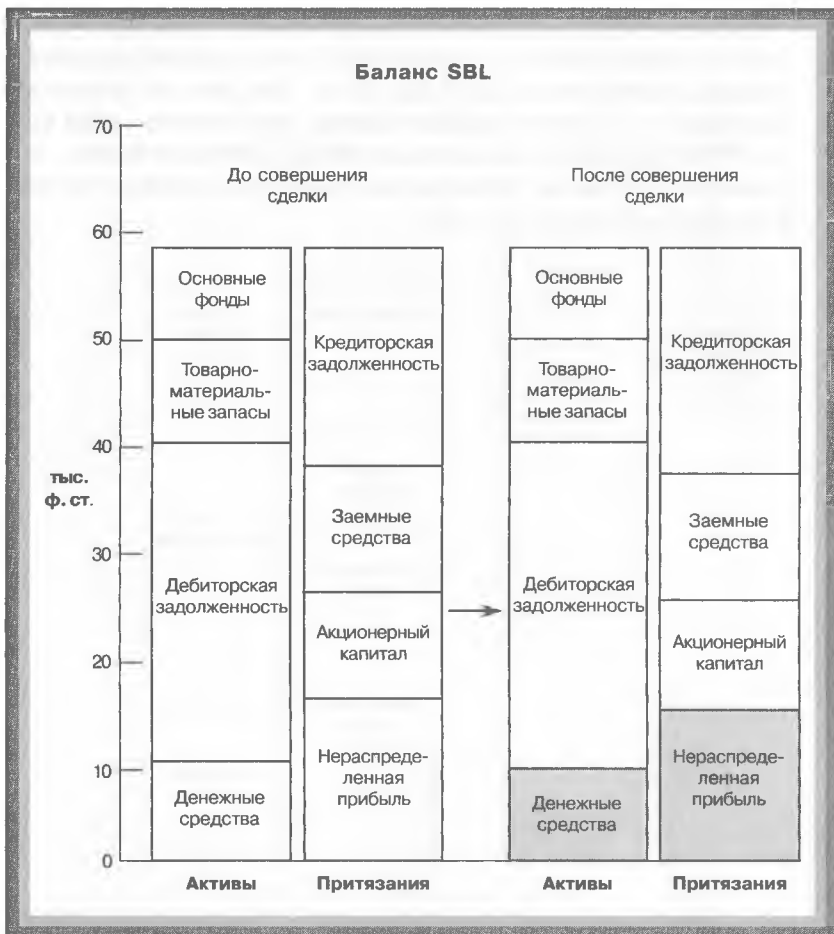 Баланс SBL
70
60
50
40
30
20
10
0
тыс.
ф. ст.
До совершения
сделки
Основные
фонды
Товарно-
материаль-
ные запасы
Дебиторская
задолженность
Денежные
средства
Активы
Кредиторская
задолженность
Заемные
средства
Акционерный
капитал
Нераспреде-
ленная
прибыль
Притязания
После совершения
сделки
Основные
фонды
Товарно-
материаль-
ные запасы
Дебиторская
задолженность
Денежные
средства
Активы
Кредиторская
задолженность
Заемные
средства
Акционерный
капитал
Нераспреде-
ленная
прибыль
Притязания